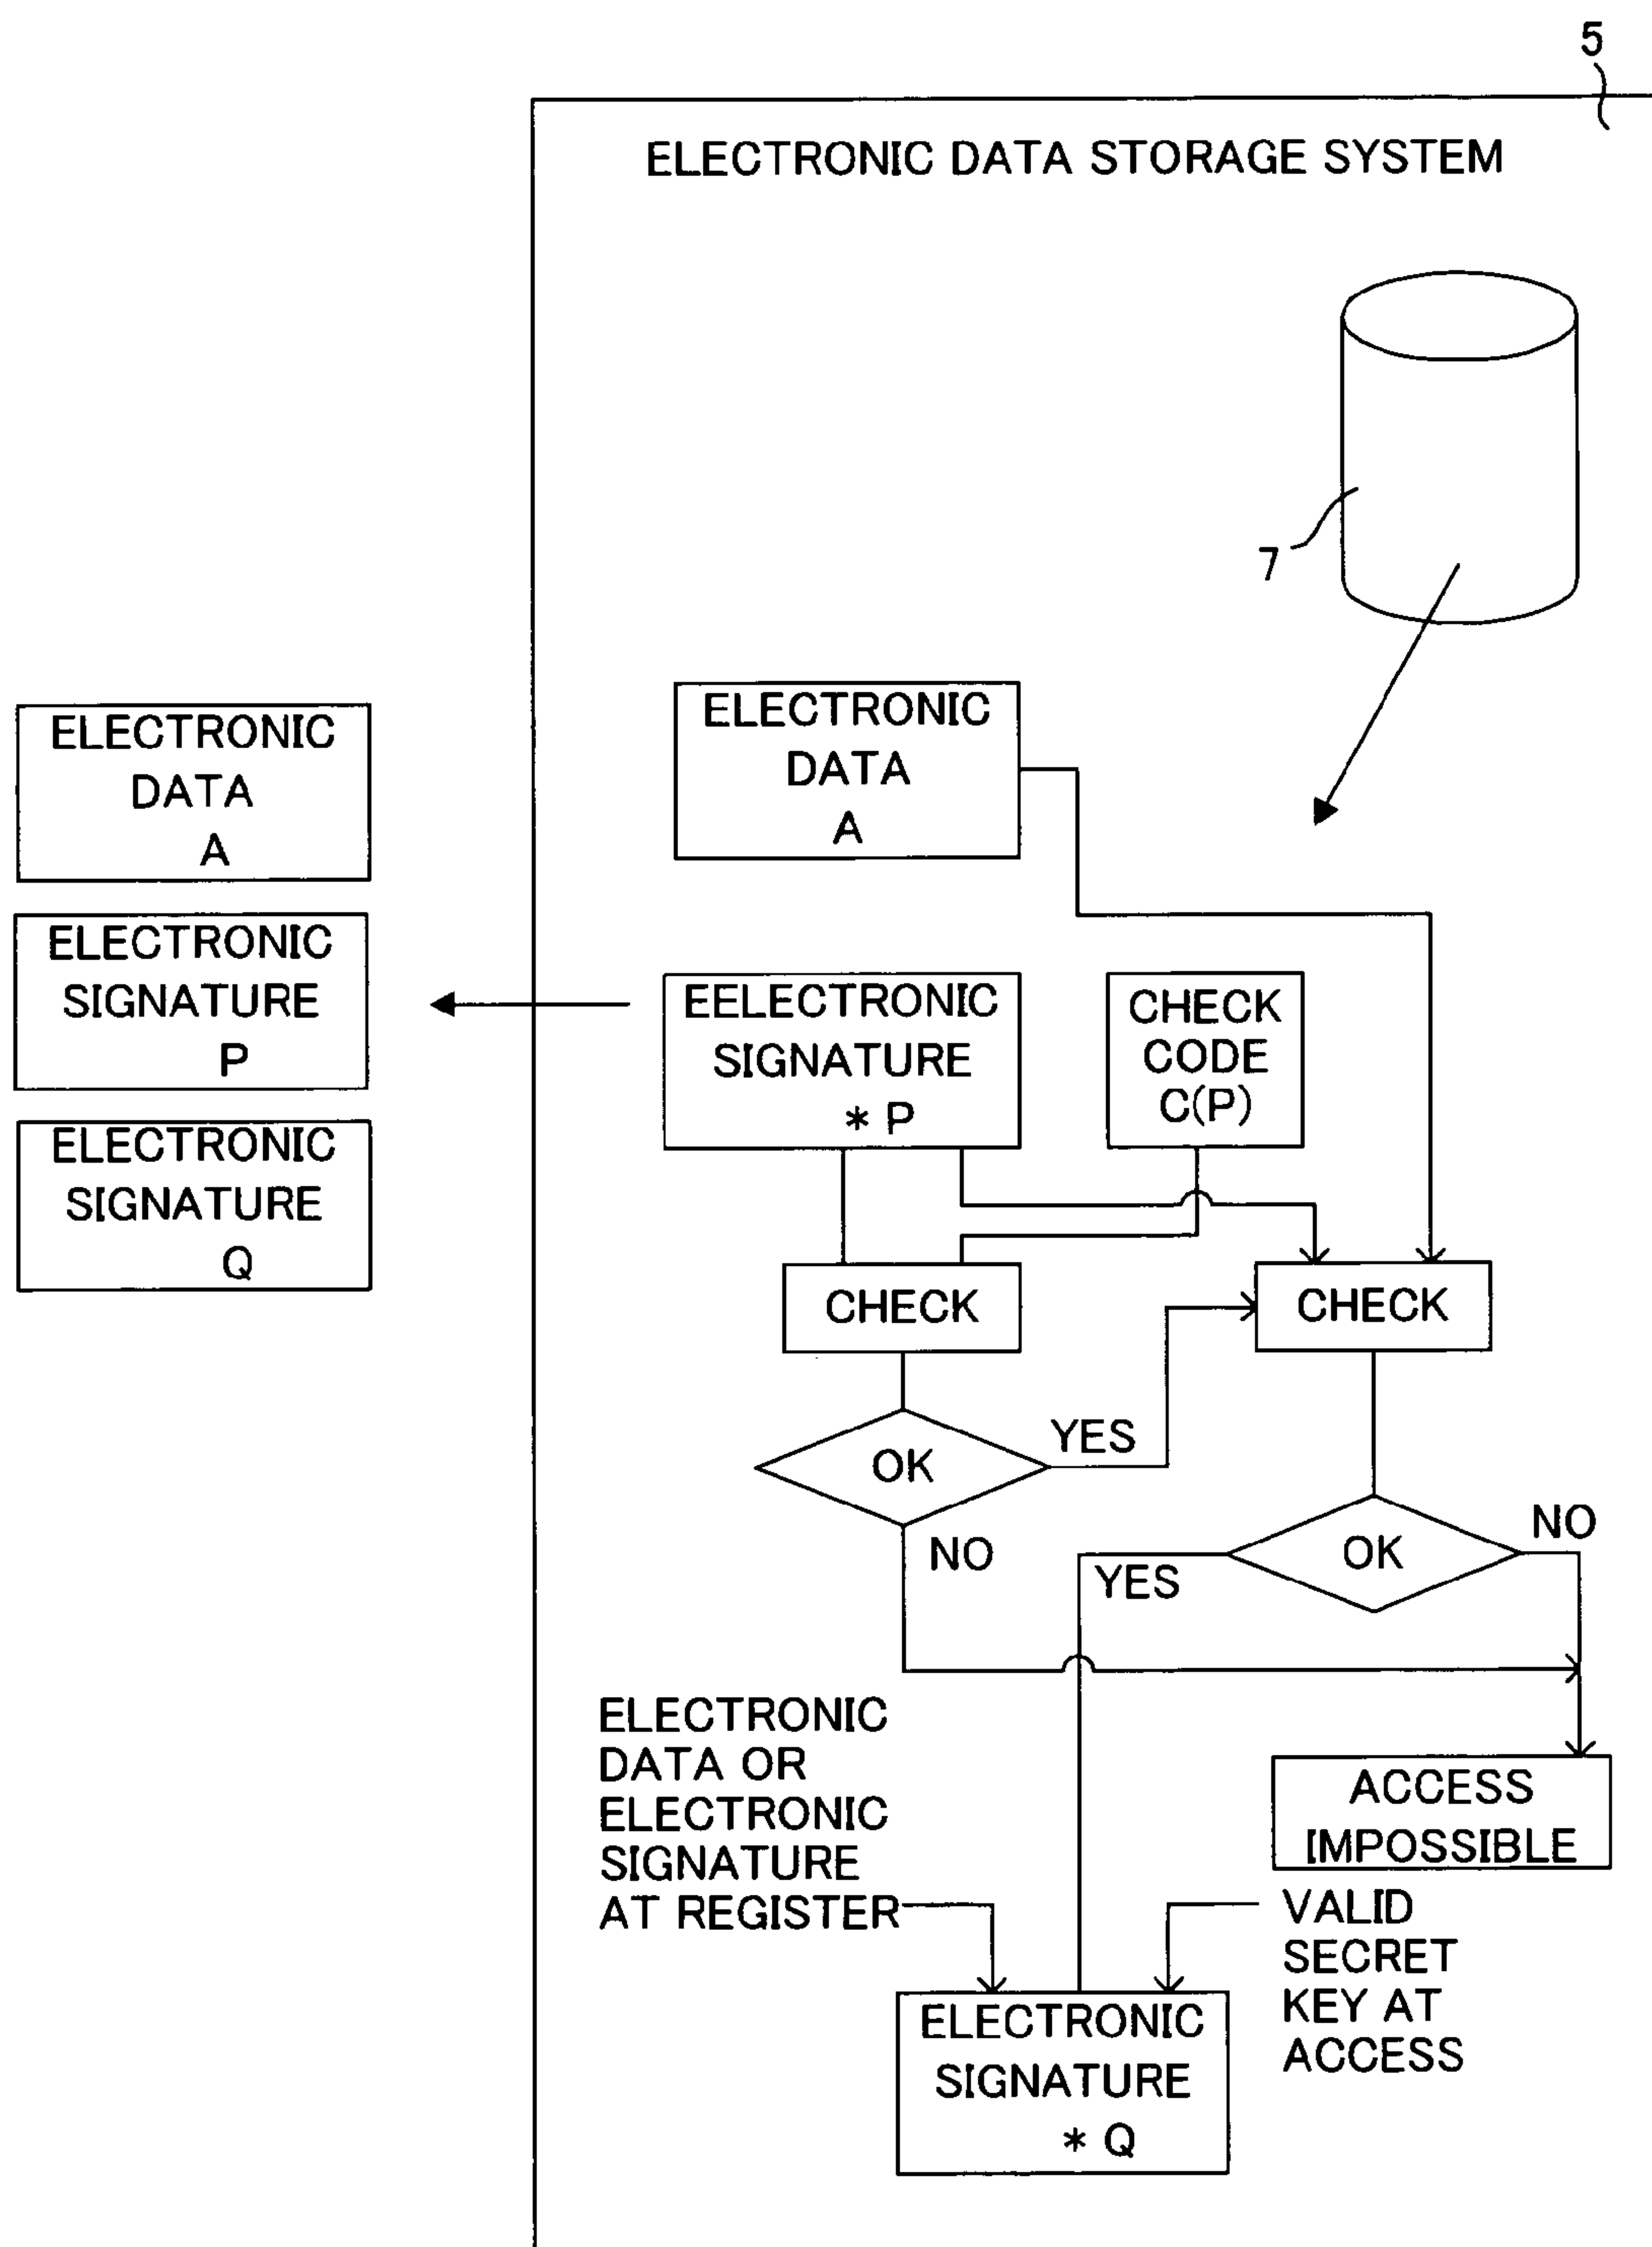 5
ELECTRONIC DATA STORAGE SYSTEM
7
ELECTRONIC
DATA
A
ELECTRONIC
SIGNATURE
P
ELECTRONIC
SIGNATURE
Q
ELECTRONIC
DATA
A
EELECTRONIC
SIGNATURE
* P
CHECK
CODE
C(P)
CHECK
CHECK
OK
YES
NO
OK
YES
NO
ELECTRONIC
DATA OR
ELECTRONIC
SIGNATURE
AT REGISTER
ACCESS
IMPOSSIBLE
VALID
SECRET
KEY AT
ACCESS
ELECTRONIC
SIGNATURE
* Q